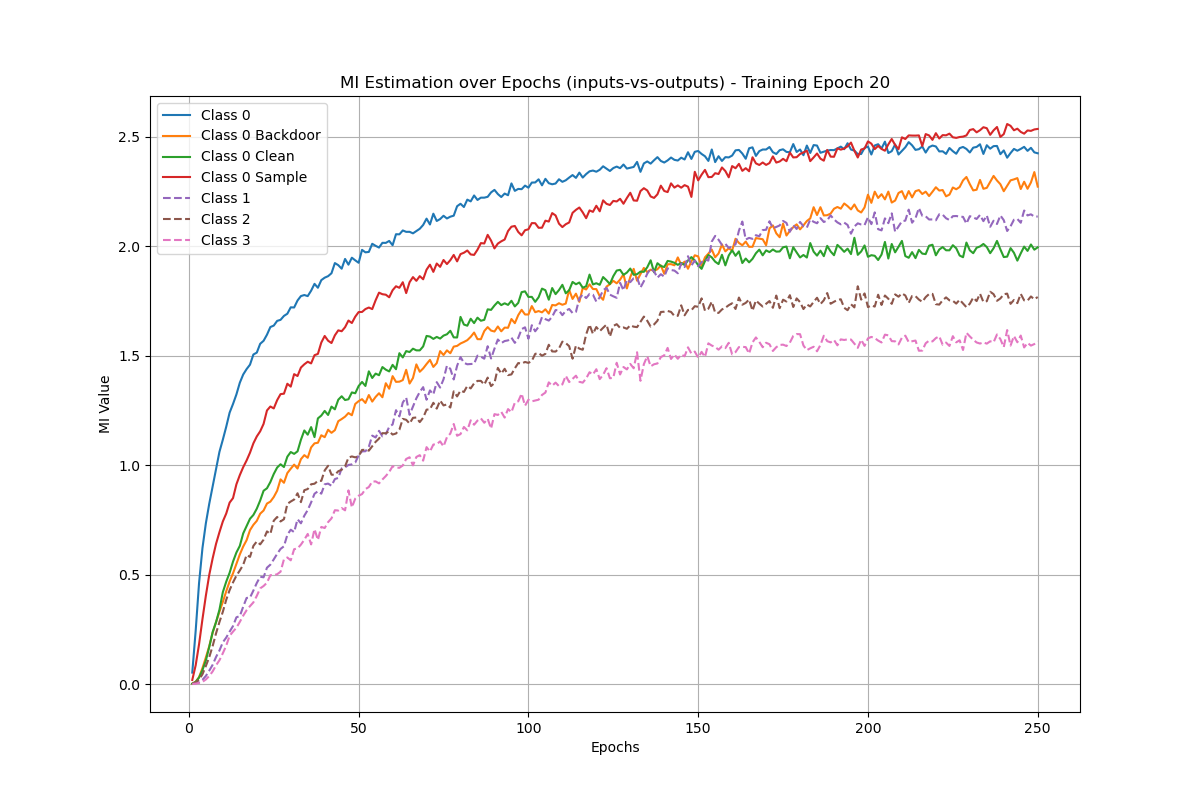 MI Estimation over Epochs (inputs-vs-outputs) - Training Epoch 20
Class 0
Class 0 Backdoor
Class 0 Clean
Class 0 Sample
Class 1
Class 2
Class 3
2.5
2.0
1.5
1.0
0.5
0.0
MI Value
0 50 100 150 200 250
Epochs